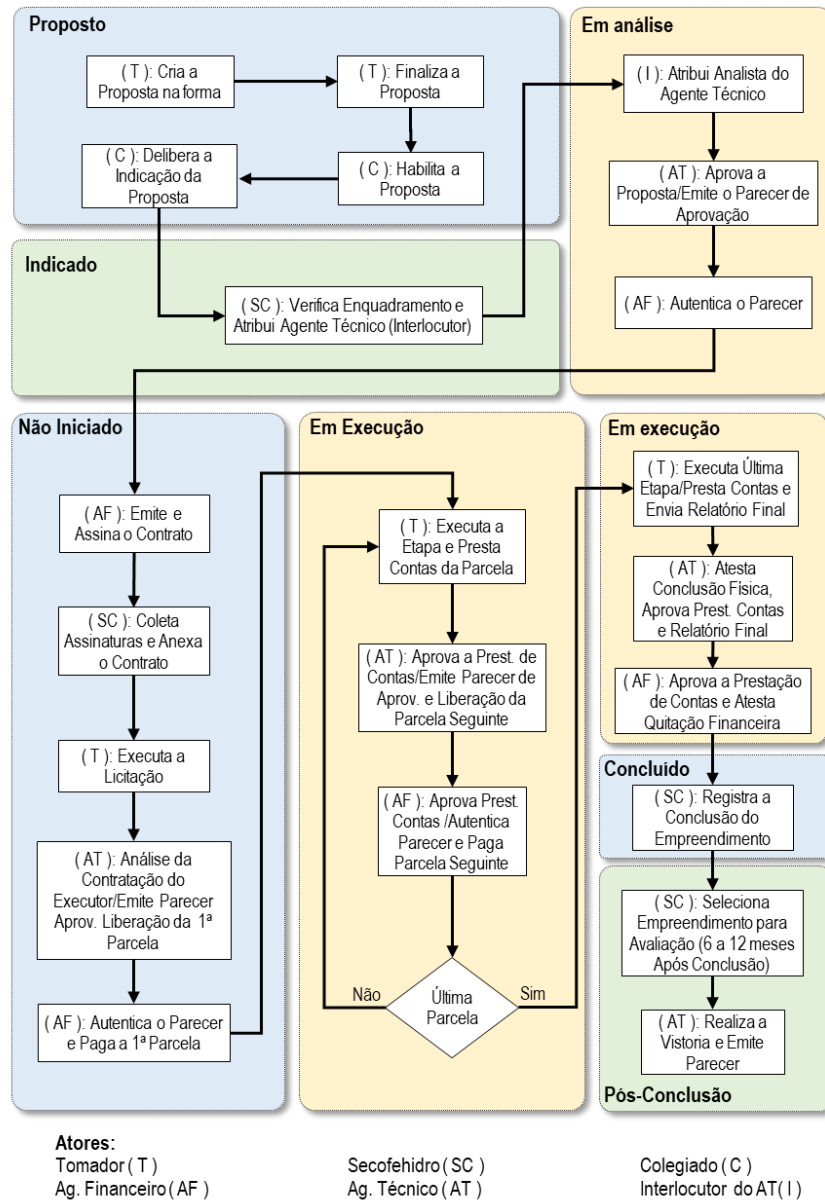 Proposto
( T ): Cria a
Proposta na forma
( T ): Finaliza a
Proposta
( C ): Habilita a
Proposta
( C ): Delibera a
Indicação da
Proposta
Indicado
( SC ): Verifica Enquadramento e
Atribui Agente Técnico (Interlocutor)
Em análise
( I ): Atribui Analista do
Agente Técnico
( AT ): Aprova a
Proposta/Emite o Parecer de
Aprovação
( AF ): Autentica o Parecer
Não Iniciado
( AF ): Emite e
Assina o Contrato
( SC ): Coleta
Assinaturas e Anexa
o Contrato
( T ): Executa a
Licitação
( AT ): Análise da
Contratação do
Executor/Emite Parecer
Aprov. Liberação da 1ª
Parcela
( AF ): Autentica o Parecer
e Paga a 1ª Parcela
Em Execução
( T ): Executa a
Etapa e Presta
Contas da Parcela
( AT ): Aprova a Prest. de
Contas/Emite Parecer de
Aprov. e Liberação da
Parcela Seguinte
( AF ): Aprova Prest.
Contas /Autentica
Parecer e Paga
Parcela Seguinte
Não
Última
Parcela
Sim
Em execução
( T ): Executa Última
Etapa/Presta Contas e
Envia Relatório Final
( AT ): Atesta
Conclusão Física,
Aprova Prest. Contas
e Relatório Final
( AF ): Aprova a Prestação
de Contas e Atesta
Quitação Financeira
Concluído
( SC ): Registra a
Conclusão do
Empreendimento
( SC ): Seleciona
Empreendimento para
Avaliação (6 a 12 meses
Após Conclusão)
( AT ): Realiza a
Vistoria e Emite
Parecer
Pós-Conclusão
Atores:
Tomador ( T )
Secofehidro ( SC )
Colegiado ( C )
Ag. Financeiro ( AF )
Ag. Técnico ( AT )
Interlocutor do AT( I )